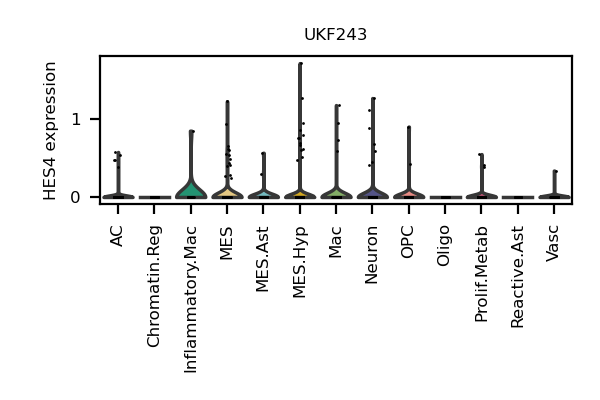 UKF243
HES4 expression
1
0
AC
Chromatin.Reg
Inflammatory.Mac
MES
MES.Ast
MES.Hyp
Mac
Neuron
OPC
Oligo
Prolif.Metab
Reactive.Ast
Vasc